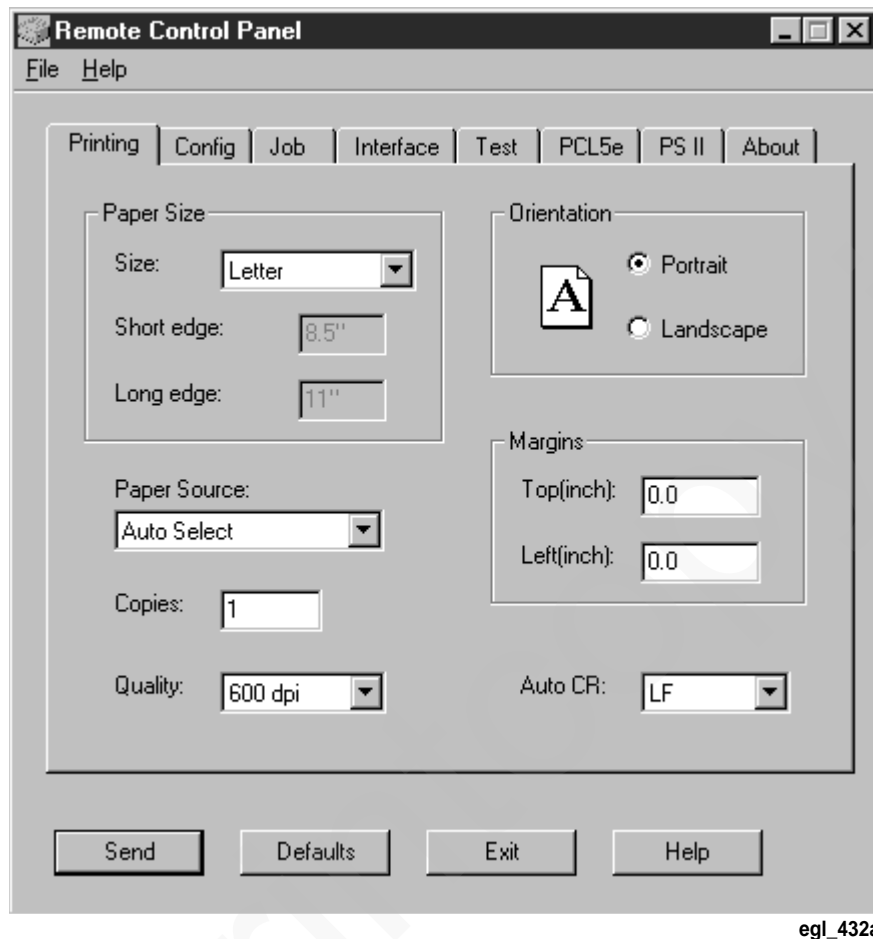 Remote Control Panel
File Help
Printing Config Job Interface Test PCL5e PS II About
Paper Size
Size: Letter
Short edge: 8.5"
Long edge: 11"
Orientation
A
Portrait
Landscape
Margins
Top(inch): 0.0
Left(inch): 0.0
Paper Source:
Auto Select
Copies: 1
Quality: 600 dpi
Auto CR: LF
Send Defaults Exit Help
egl_432a